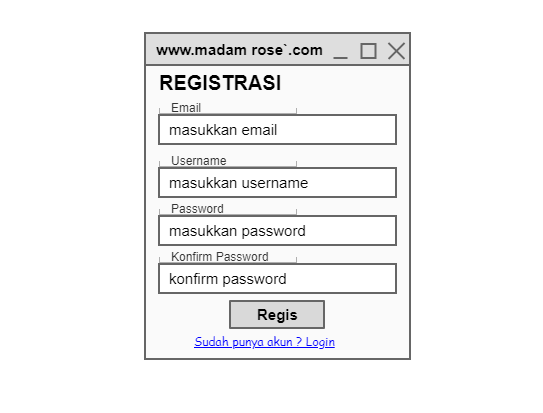 www.madam rose`.com
REGISTRASI
Email
masukkan email
Username
masukkan username
Password
masukkan password
Konfirm Password
konfirm password
Regis
Sudah punya akun ? Login